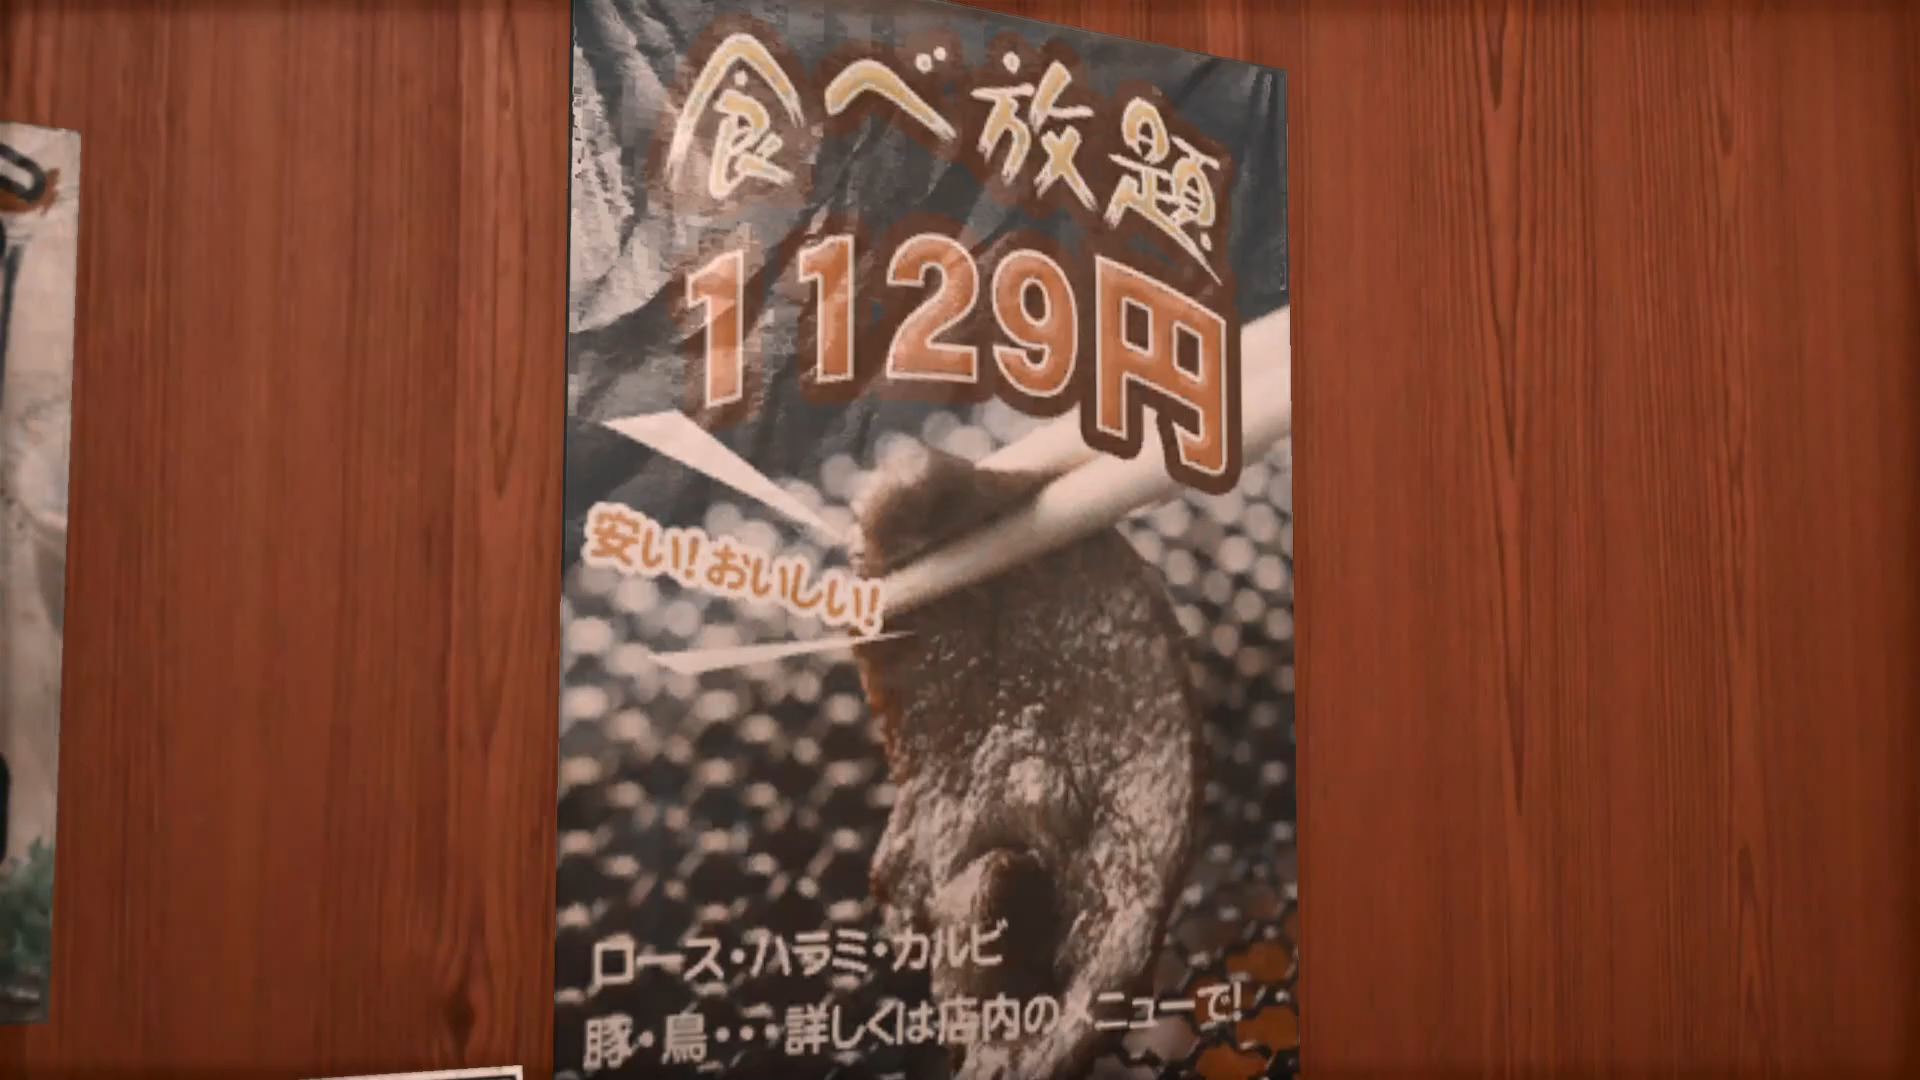 食べ放題
1129円
安い!おいしい!
ロース・ハラミ・カルビ
豚・鳥・・・詳しくは店内のメニューで!